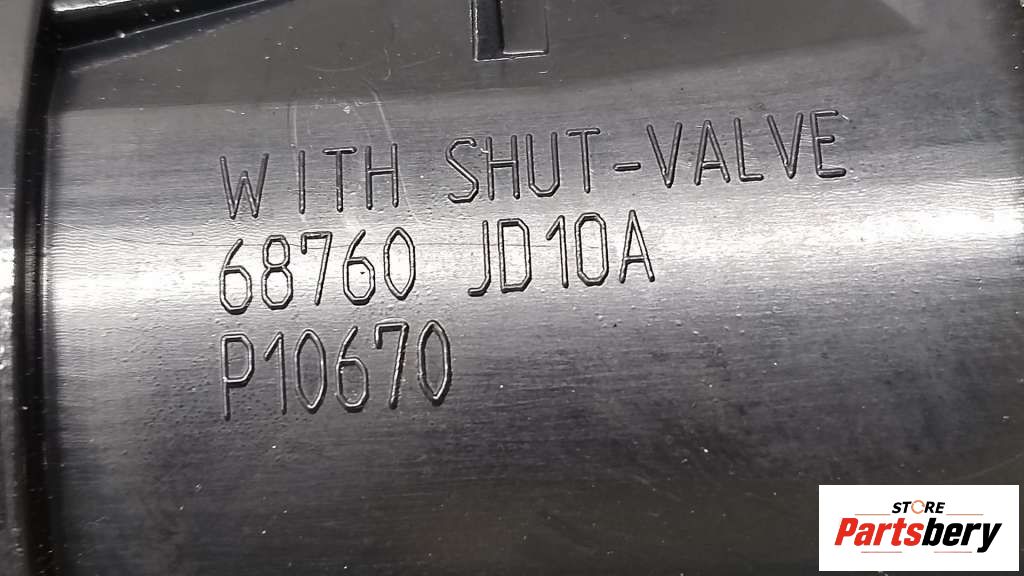 WITH SHUT-VALVE
68760 JD10A
P10670
STORE
Partsbery